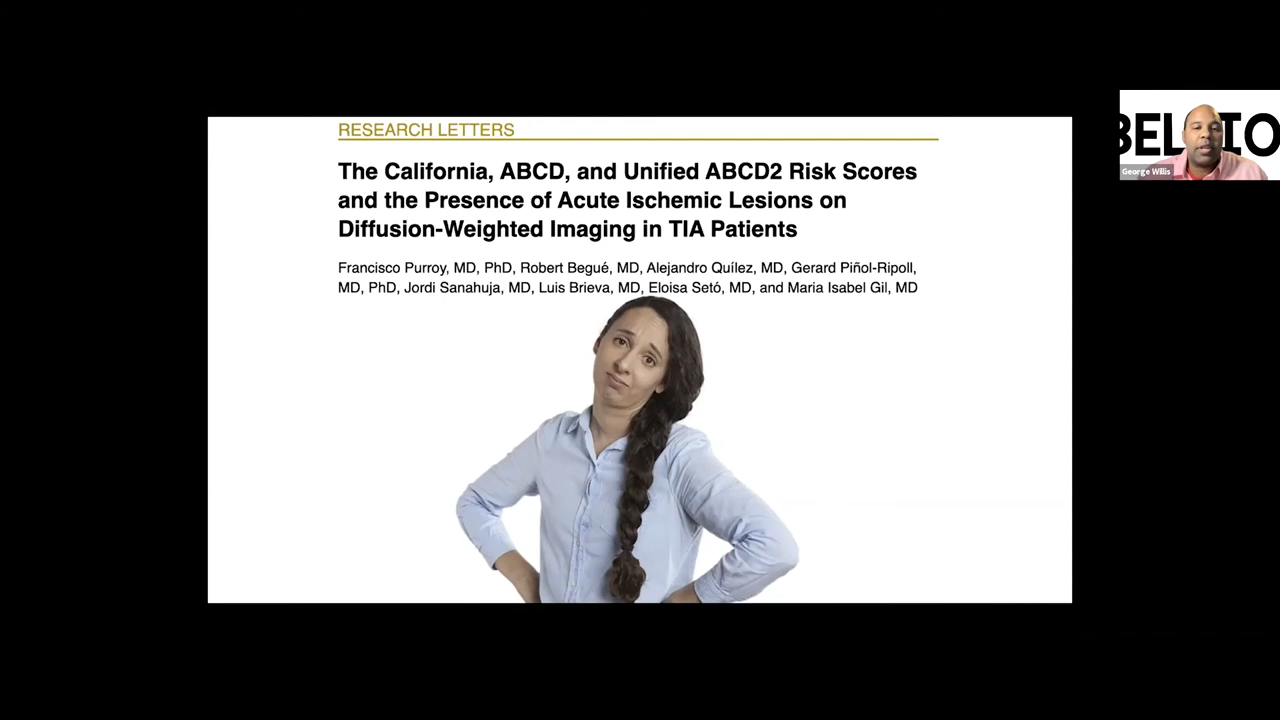 RESEARCH LETTERS
The California, ABCD, and Unified ABCD2 Risk Scores
and the Presence of Acute Ischemic Lesions on
Diffusion-Weighted Imaging in TIA Patients
Francisco Purroy, MD, PhD, Robert Begué, MD, Alejandro Quílez, MD, Gerard Piñol-Ripoll,
MD, PhD, Jordi Sanahuja, MD, Luis Brieva, MD, Eloisa Setó, MD, and Maria Isabel Gil, MD
George Willis